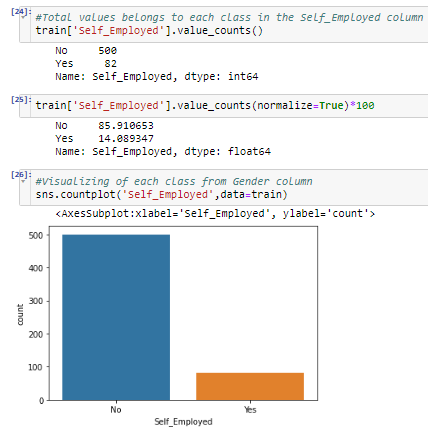 [24]: #Total values belongs to each class in the Self_Employed column
train['Self_Employed'].value_counts()
No 500
Yes 82
Name: Self_Employed, dtype: int64
[25]: train['Self_Employed'].value_counts(normalize=True)*100
No 85.910653
Yes 14.089347
Name: Self_Employed, dtype: float64
[26]: #Visualizing of each class from Gender column
sns.countplot('Self_Employed',data=train)
<AxesSubplot:xlabel='Self_Employed', ylabel='count'>
500
400
300
200
100
0
count
No Yes
Self_Employed